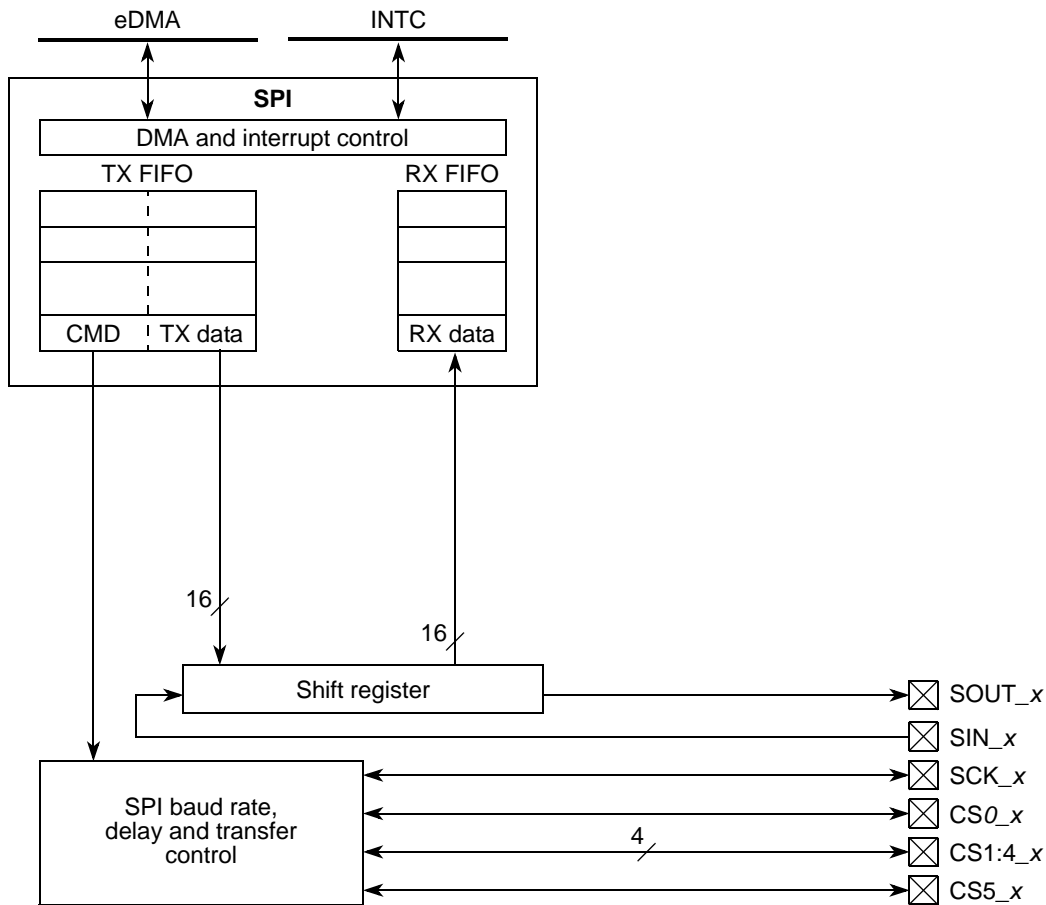 eDMA
INTC
SPI
DMA and interrupt control
TX FIFO
RX FIFO
CMD
TX data
RX data
16
16
Shift register
SOUT_x
SIN_x
SCK_x
SPI baud rate,
delay and transfer
control
CS0_x
4
CS1:4_x
CS5_x